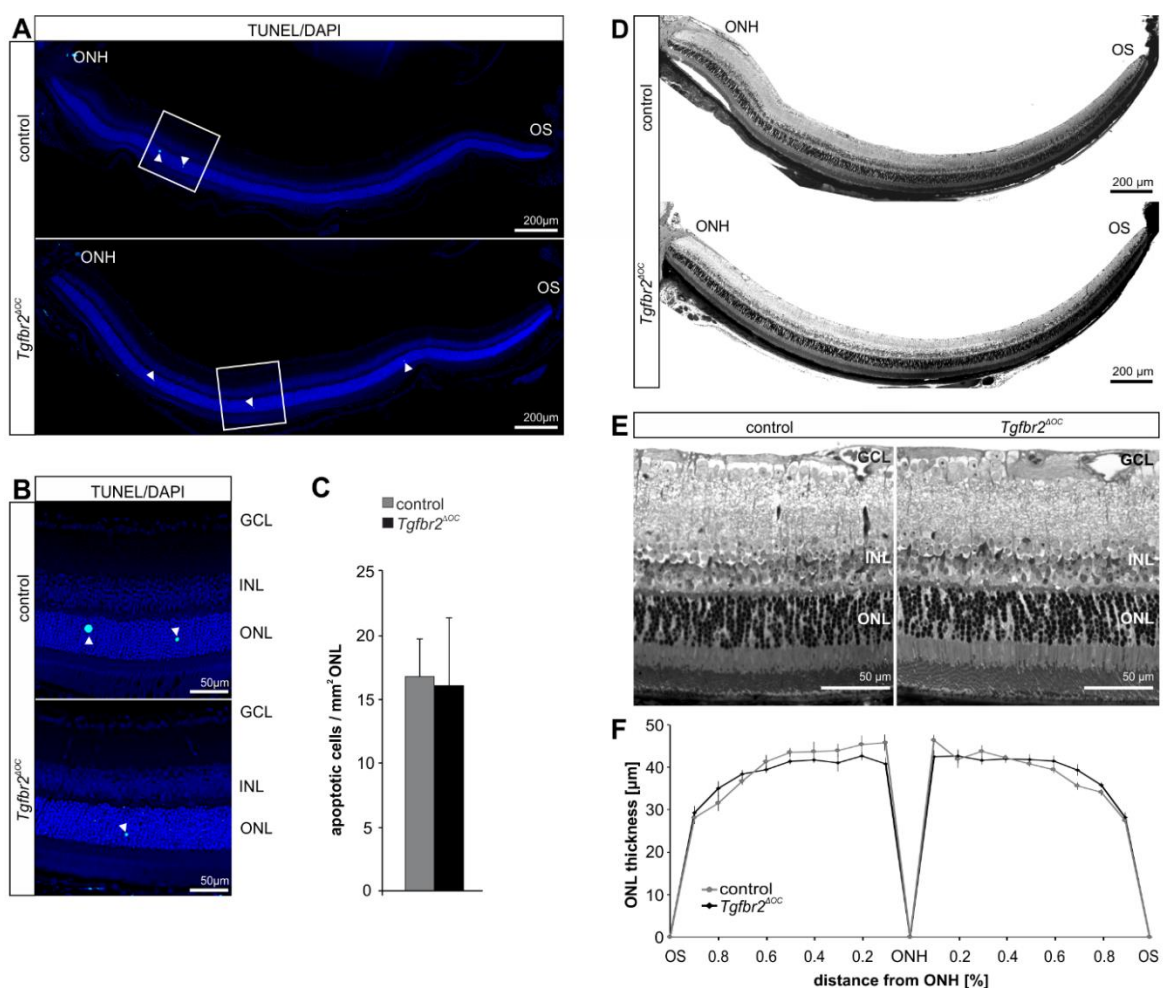 A
TUNEL/DAPI
control
ONH
OS
200µm
Tgfbr2ΔOC
ONH
OS
200µm
B
TUNEL/DAPI
control
GCL
INL
ONL
50µm
Tgfbr2ΔOC
GCL
INL
ONL
50µm
C
control
Tgfbr2ΔOC
apoptotic cells / mm² ONL
25
20
15
10
5
0
D
control
ONH
OS
200 µm
Tgfbr2ΔOC
ONH
OS
200 µm
E
control
Tgfbr2ΔOC
GCL
INL
ONL
50 µm
GCL
INL
ONL
50 µm
F
ONL thickness [µm]
50
40
30
20
10
0
control
Tgfbr2ΔOC
OS 0.8 0.6 0.4 0.2 ONH 0.2 0.4 0.6 0.8 OS
distance from ONH [%]